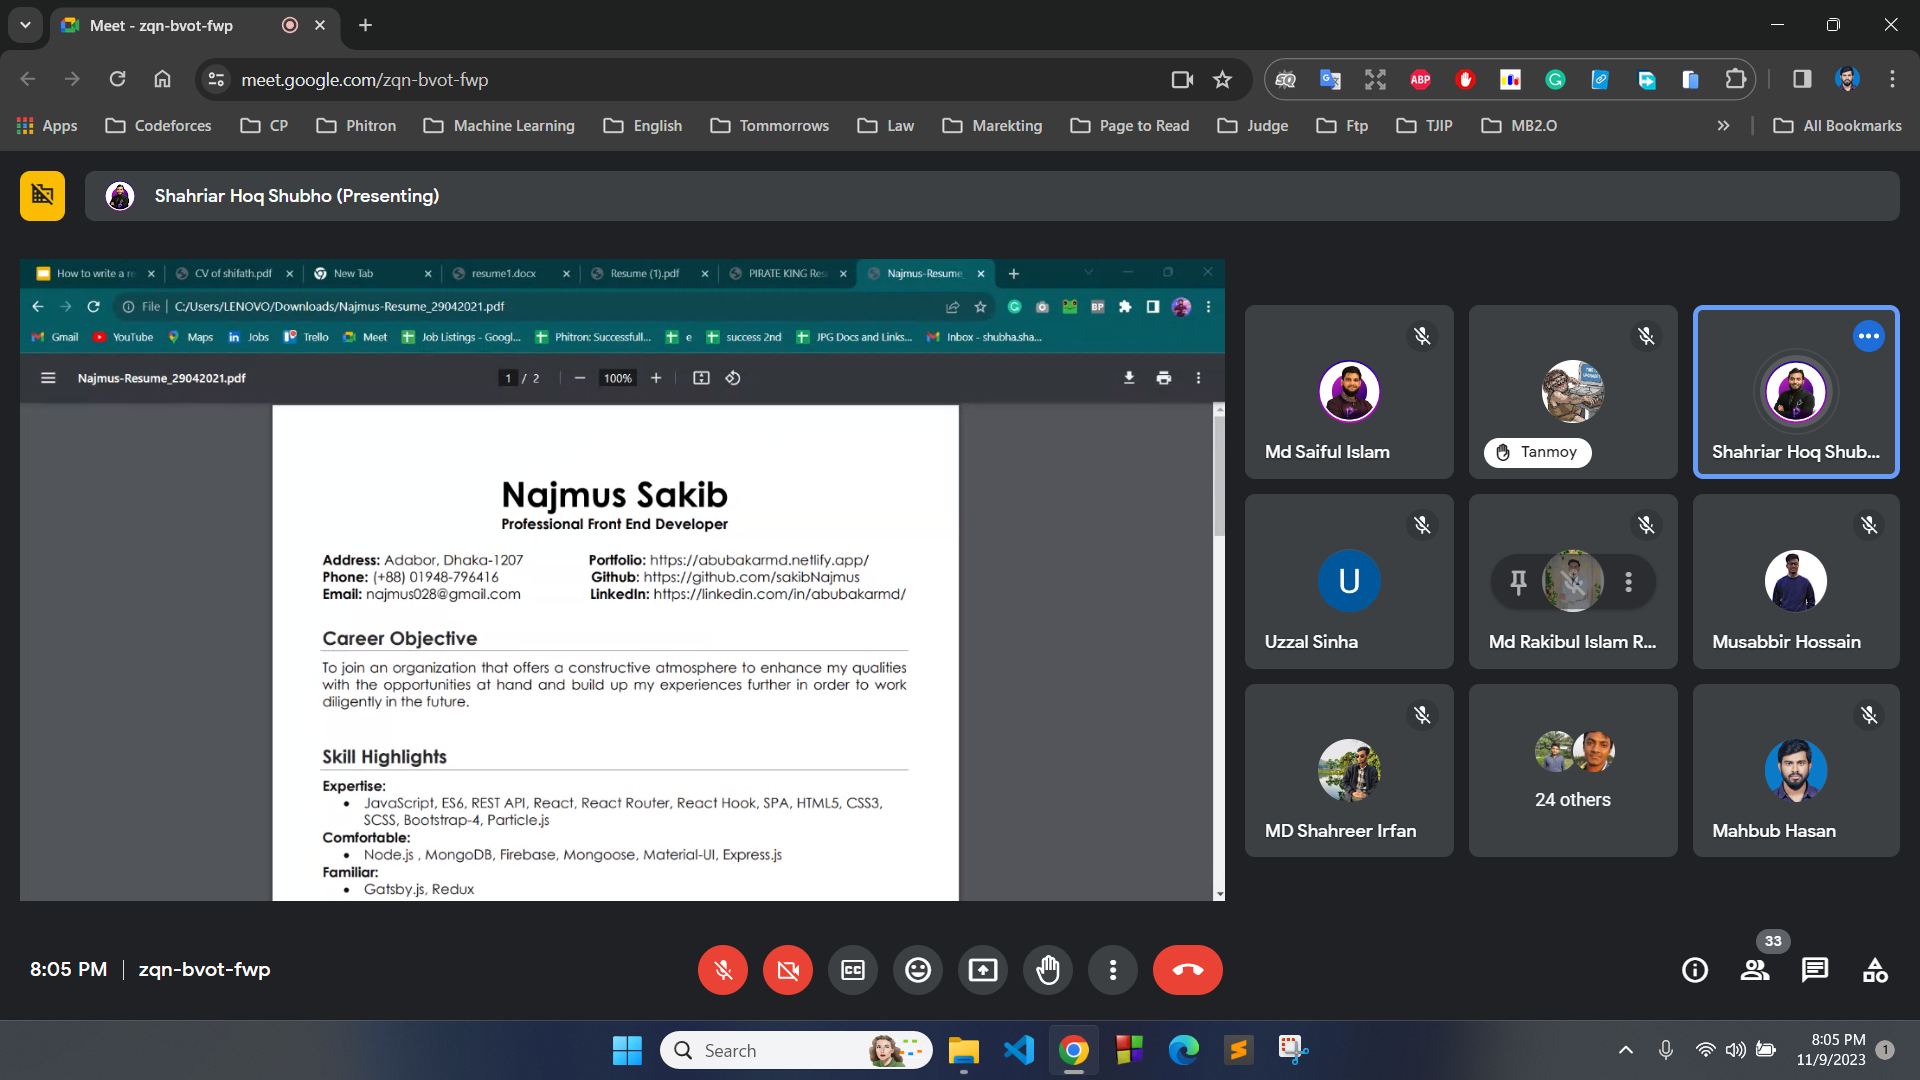 Meet - zqn-bvot-fwp
meet.google.com/zqn-bvot-fwp
ABP
Apps Codeforces CP Phitron Machine Learning English Tommorrows Law Marekting Page to Read Judge Ftp TJIP MB2.O All Bookmarks
Shahriar Hoq Shubho (Presenting)
How to write a re CV of shifath.pdf New Tab resume1.docx Resume (1).pdf PIRATE KING Res Najmus-Resume_
File C:/Users/LENOVO/Downloads/Najmus-Resume_29042021.pdf
BP
Gmail YouTube Maps Jobs Trello Meet Job Listings - Googl... Phitron: Successfull... e success 2nd JPG Docs and Links... Inbox - shubha.sha...
Najmus-Resume_29042021.pdf 1 / 2 100%
Najmus Sakib
Professional Front End Developer
Address: Adabor, Dhaka-1207 Portfolio: https://abubakarmd.netlify.app/
Phone: (+88) 01948-796416 Github: https://github.com/sakibNajmus
Email: najmus028@gmail.com LinkedIn: https://linkedin.com/in/abubakarmd/
Career Objective
To join an organization that offers a constructive atmosphere to enhance my qualities
with the opportunities at hand and build up my experiences further in order to work
diligently in the future.
Skill Highlights
Expertise:
• JavaScript, ES6, REST API, React, React Router, React Hook, SPA, HTML5, CSS3,
SCSS, Bootstrap-4, Particle.js
Comfortable:
• Node.js , MongoDB, Firebase, Mongoose, Material-UI, Express.js
Familiar:
• Gatsby.js, Redux
Md Saiful Islam
Tanmoy
Shahriar Hoq Shub...
U
Uzzal Sinha
Md Rakibul Islam R...
Musabbir Hossain
MD Shahreer Irfan
24 others
Mahbub Hasan
8:05 PM zqn-bvot-fwp
33
Search
8:05 PM
11/9/2023
1